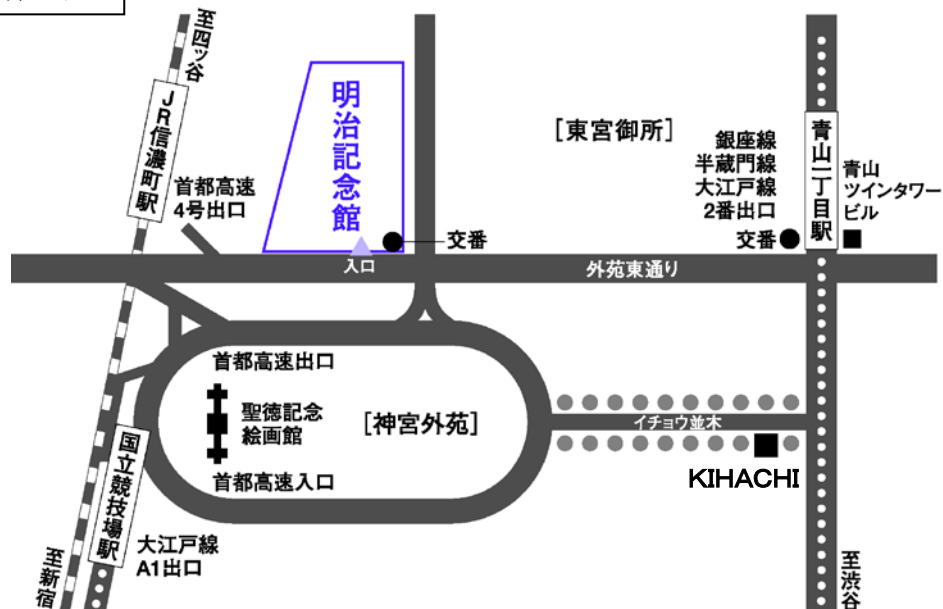 至四ッ谷
JR信濃町駅
首都高速
4号出口
明治記念館
入口
交番
[東宮御所]
銀座線
半蔵門線
大江戸線
2番出口
交番
青山一丁目駅
青山
ツインタワー
ビル
外苑東通り
首都高速出口
聖徳記念
絵画館
[神宮外苑]
首都高速入口
イチョウ並木
KIHACHI
国立競技場駅
大江戸線
A1出口
至新宿
至渋谷